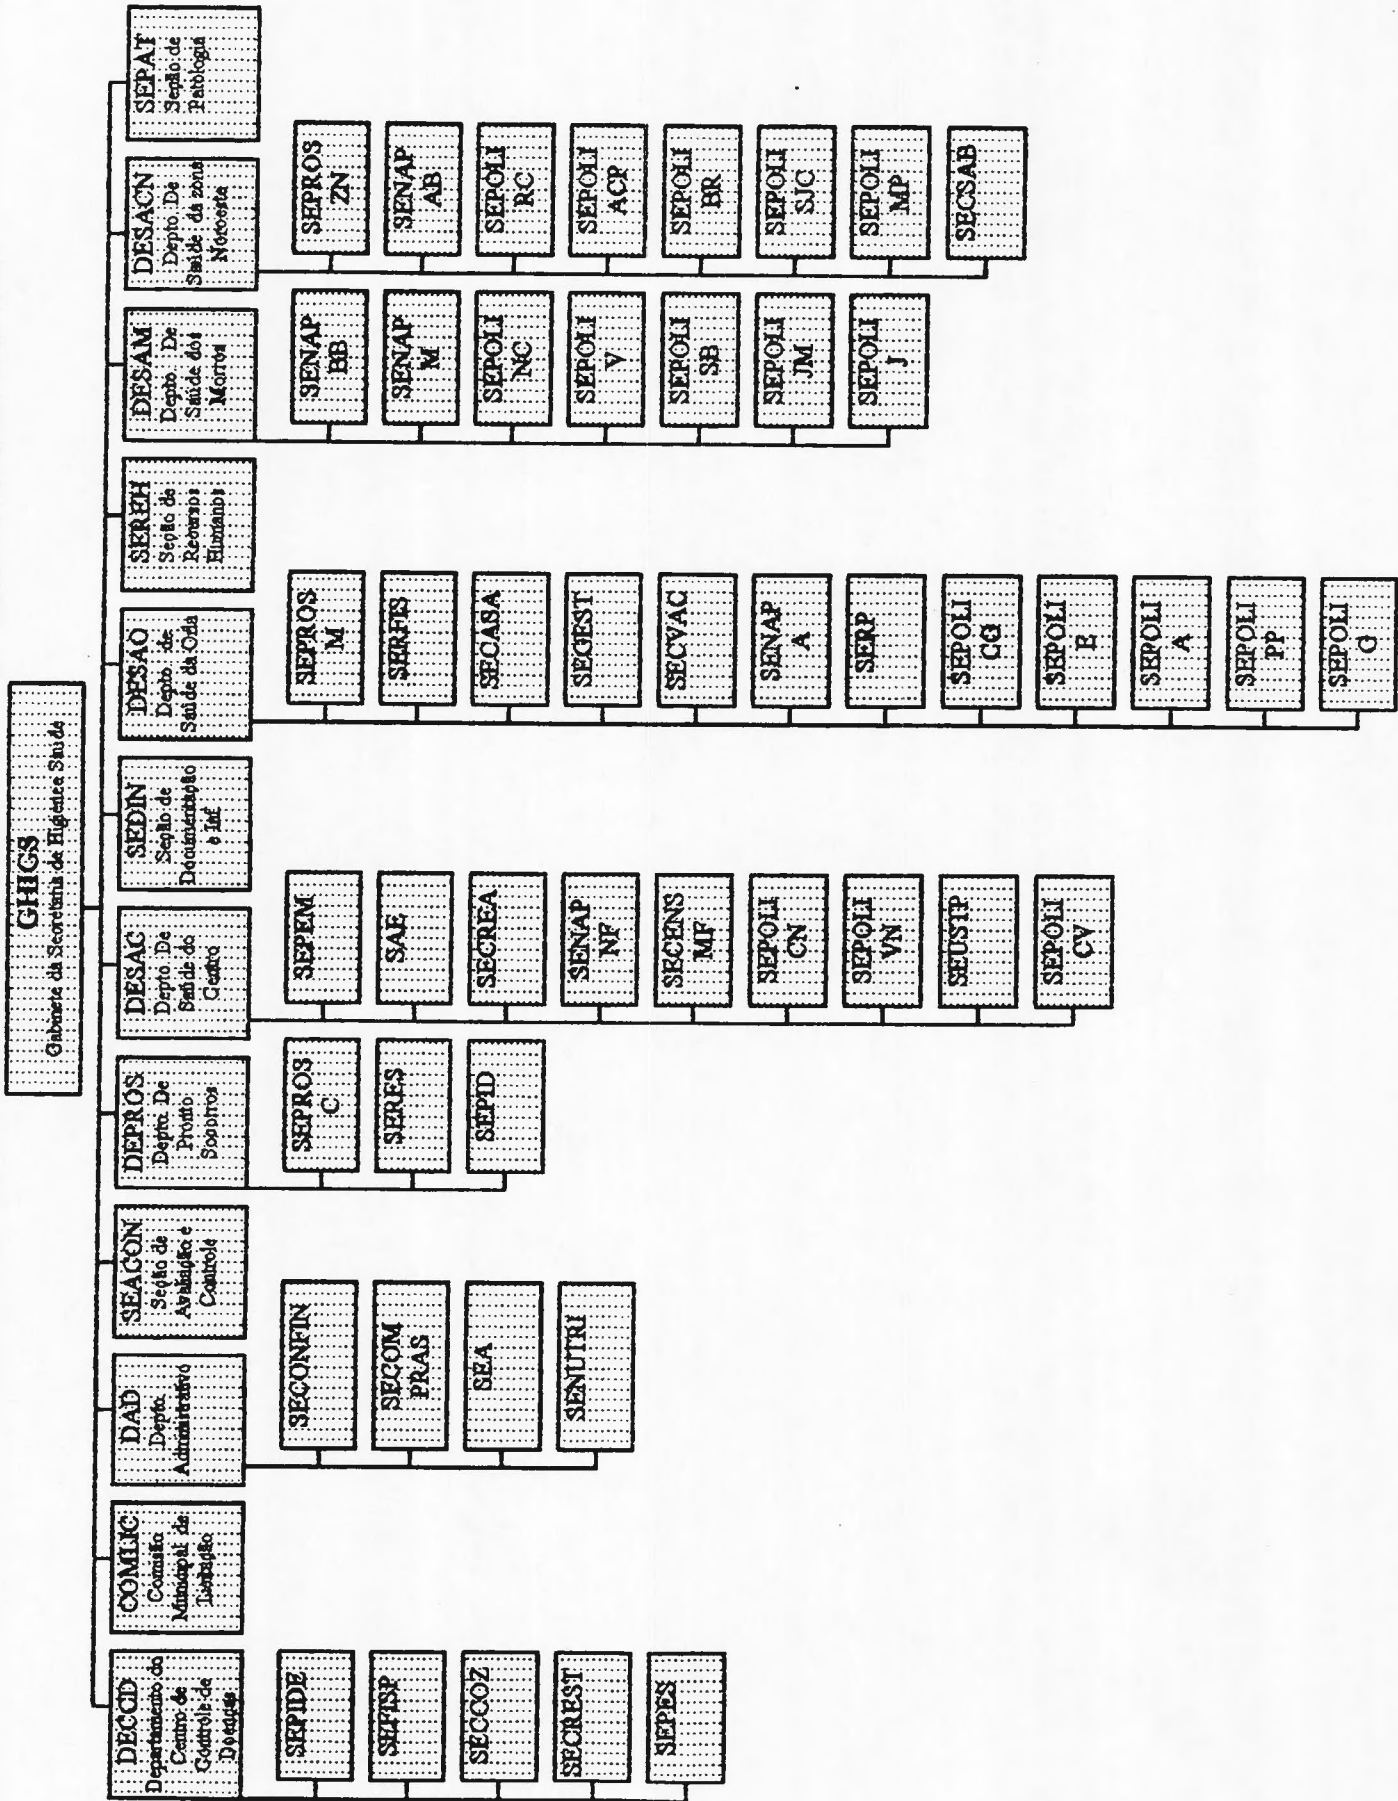 GHIGS
Gabinete da Secretaria de Higiene e Saúde
DECCD
Departamento do
Centro de
Controle de
Doenças
COMLIC
Comissão
Municipal de
Licitação
DAD
Depto.
Administrativo
SEACON
Seção de
Avaliação e
Controle
DEPROS
Depto. De
Pronto
Socorros
DESAC
Depto. De
Saúde do
Centro
SEDIN
Seção de
Documentação
e Inf.
DESAO
Depto. de
Saúde da Orla
SEREH
Seção de
Recursos
Humanos
DESAM
Depto. De
Saúde dos
Morros
DESACN
Depto. De
Saúde da zona
Noroeste
SEPAT
Seção de
Patologia
SEPIDE
SEFISP
SECCOZ
SECREST
SEPES
SECONFIN
SECOM
PRAS
SEA
SENUTRI
SEPROS
C
SERES
SEPID
SEPEM
SAE
SECREA
SENAP
NF
SECENS
MF
SEPOLI
CN
SEPOLI
VN
SEUSTP
SEPOLI
CV
SEPROS
M
SERFIS
SECASA
SEGEST
SECVAC
SENAP
A
SERP
SEPOLI
CG
SEPOLI
E
SEPOLI
A
SEPOLI
PP
SEPOLI
G
SENAP
BB
SENAP
M
SEPOLI
NC
SEPOLI
V
SEPOLI
SB
SEPOLI
JM
SEPOLI
J
SEPROS
ZN
SENAP
AB
SEPOLI
RC
SEPOLI
ACP
SEPOLI
BR
SEPOLI
SJC
SEPOLI
MP
SECSAB